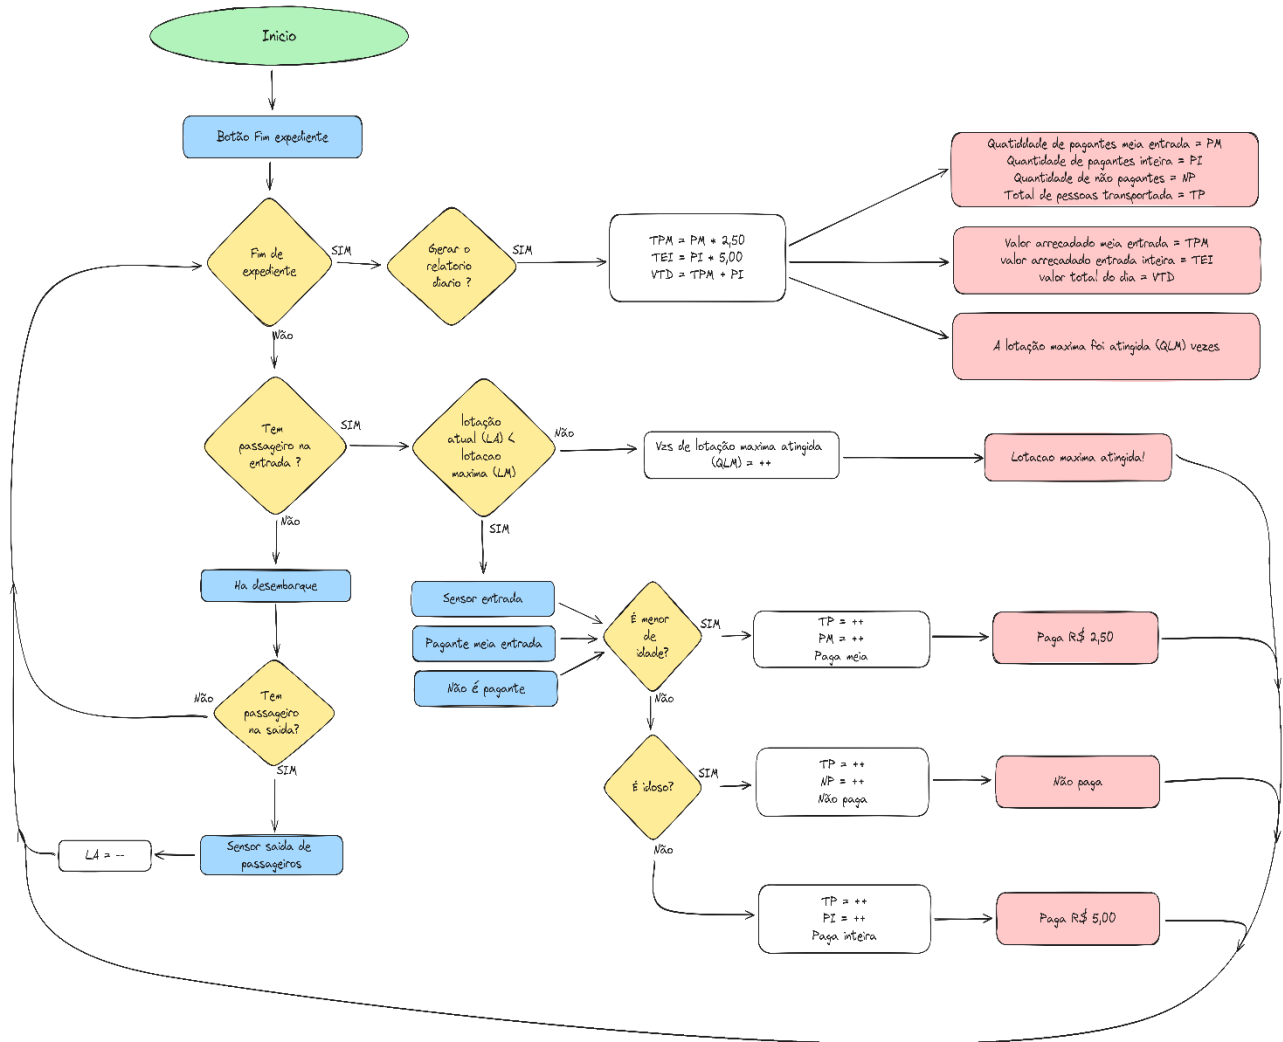 Inicio
Botão Fim expediente
Fim de
expediente
SIM
Gerar o
relatorio
diario ?
SIM
TPM = PM * 2,50
TEI = PI * 5,00
VTD = TPM + PI
Quatiddade de pagantes meia entrada = PM
Quantidade de pagantes inteira = PI
Quantidade de não pagantes = NP
Total de pessoas transportada = TP
Valor arrecadado meia entrada = TPM
valor arrecadado entrada inteira = TEI
valor total do dia = VTD
A lotação maxima foi atingida (QLM) vezes
Não
Tem
passageiro na
entrada ?
SIM
lotação
atual (LA) <
lotacao
maxima (LM)
Não
Vzs de lotação maxima atingida
(QLM) = ++
Lotacao maxima atingida!
Não
SIM
Ha desembarque
Sensor entrada
Pagante meia entrada
Não é pagante
É menor
de
idade?
SIM
TP = ++
PM = ++
Paga meia
Paga R$ 2,50
Não
Tem
passageiro
na saida?
Não
SIM
É idoso?
SIM
TP = ++
NP = ++
Não paga
Não paga
Não
Sensor saida de
passageiros
LA = --
TP = ++
PI = ++
Paga inteira
Paga R$ 5,00